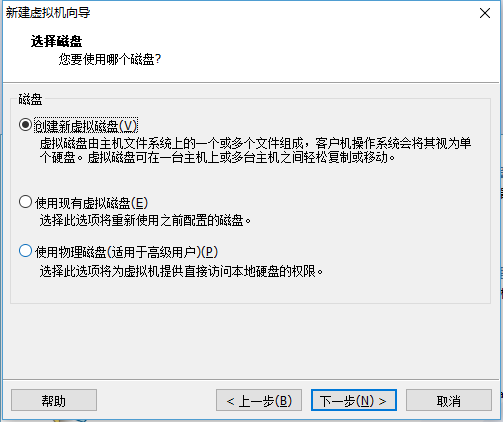 新建虚拟机向导
选择磁盘
您要使用哪个磁盘?
磁盘
创建新虚拟磁盘(V)
虚拟磁盘由主机文件系统上的一个或多个文件组成，客户机操作系统会将其视为单
个硬盘。虚拟磁盘可在一台主机上或多台主机之间轻松复制或移动。
使用现有虚拟磁盘(E)
选择此选项将重新使用之前配置的磁盘。
使用物理磁盘(适用于高级用户)(P)
选择此选项将为虚拟机提供直接访问本地硬盘的权限。
帮助
< 上一步(B)
下一步(N) >
取消